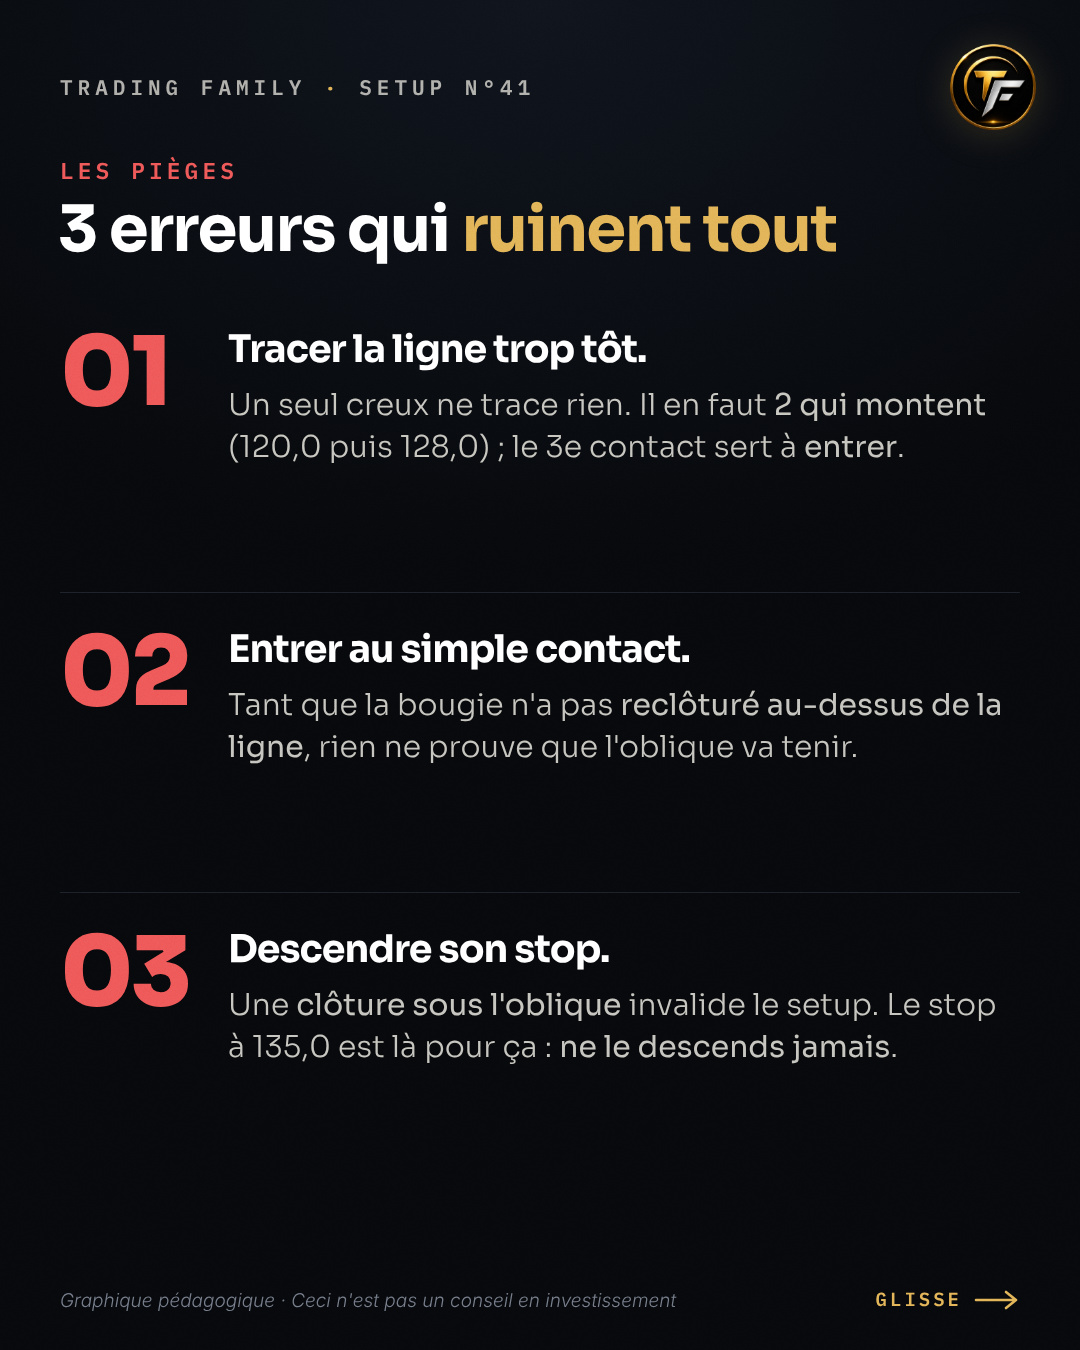 TRADING FAMILY · SETUP N°41
TF
LES PIÈGES
3 erreurs qui ruinent tout
01
Tracer la ligne trop tôt.
Un seul creux ne trace rien. Il en faut 2 qui montent
(120,0 puis 128,0) ; le 3e contact sert à entrer.
02
Entrer au simple contact.
Tant que la bougie n'a pas reclôturé au-dessus de la
ligne, rien ne prouve que l'oblique va tenir.
03
Descendre son stop.
Une clôture sous l'oblique invalide le setup. Le stop
à 135,0 est là pour ça : ne le descends jamais.
Graphique pédagogique · Ceci n'est pas un conseil en investissement
GLISSE →